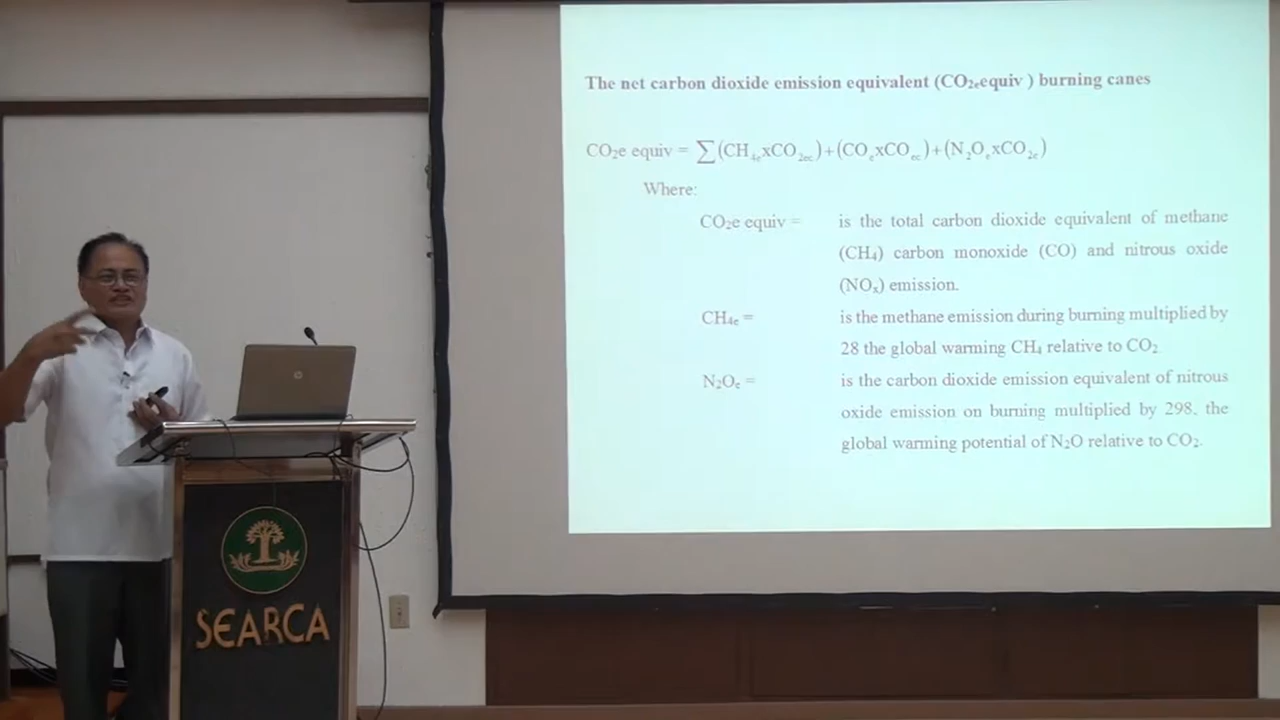 The net carbon dioxide emission equivalent (CO₂ₑequiv ) burning canes
CO₂e equiv = ∑(CH₄ₑxCO₂ₑc)+(COₑxCOₑc)+(N₂OₑxCO₂ₑ)
Where:
CO₂e equiv = is the total carbon dioxide equivalent of methane
(CH₄) carbon monoxide (CO) and nitrous oxide
(NOₓ) emission.
CH₄ₑ = is the methane emission during burning multiplied by
28 the global warming CH₄ relative to CO₂
N₂Oₑ = is the carbon dioxide emission equivalent of nitrous
oxide emission on burning multiplied by 298, the
global warming potential of N₂O relative to CO₂.
hp
SEARCA